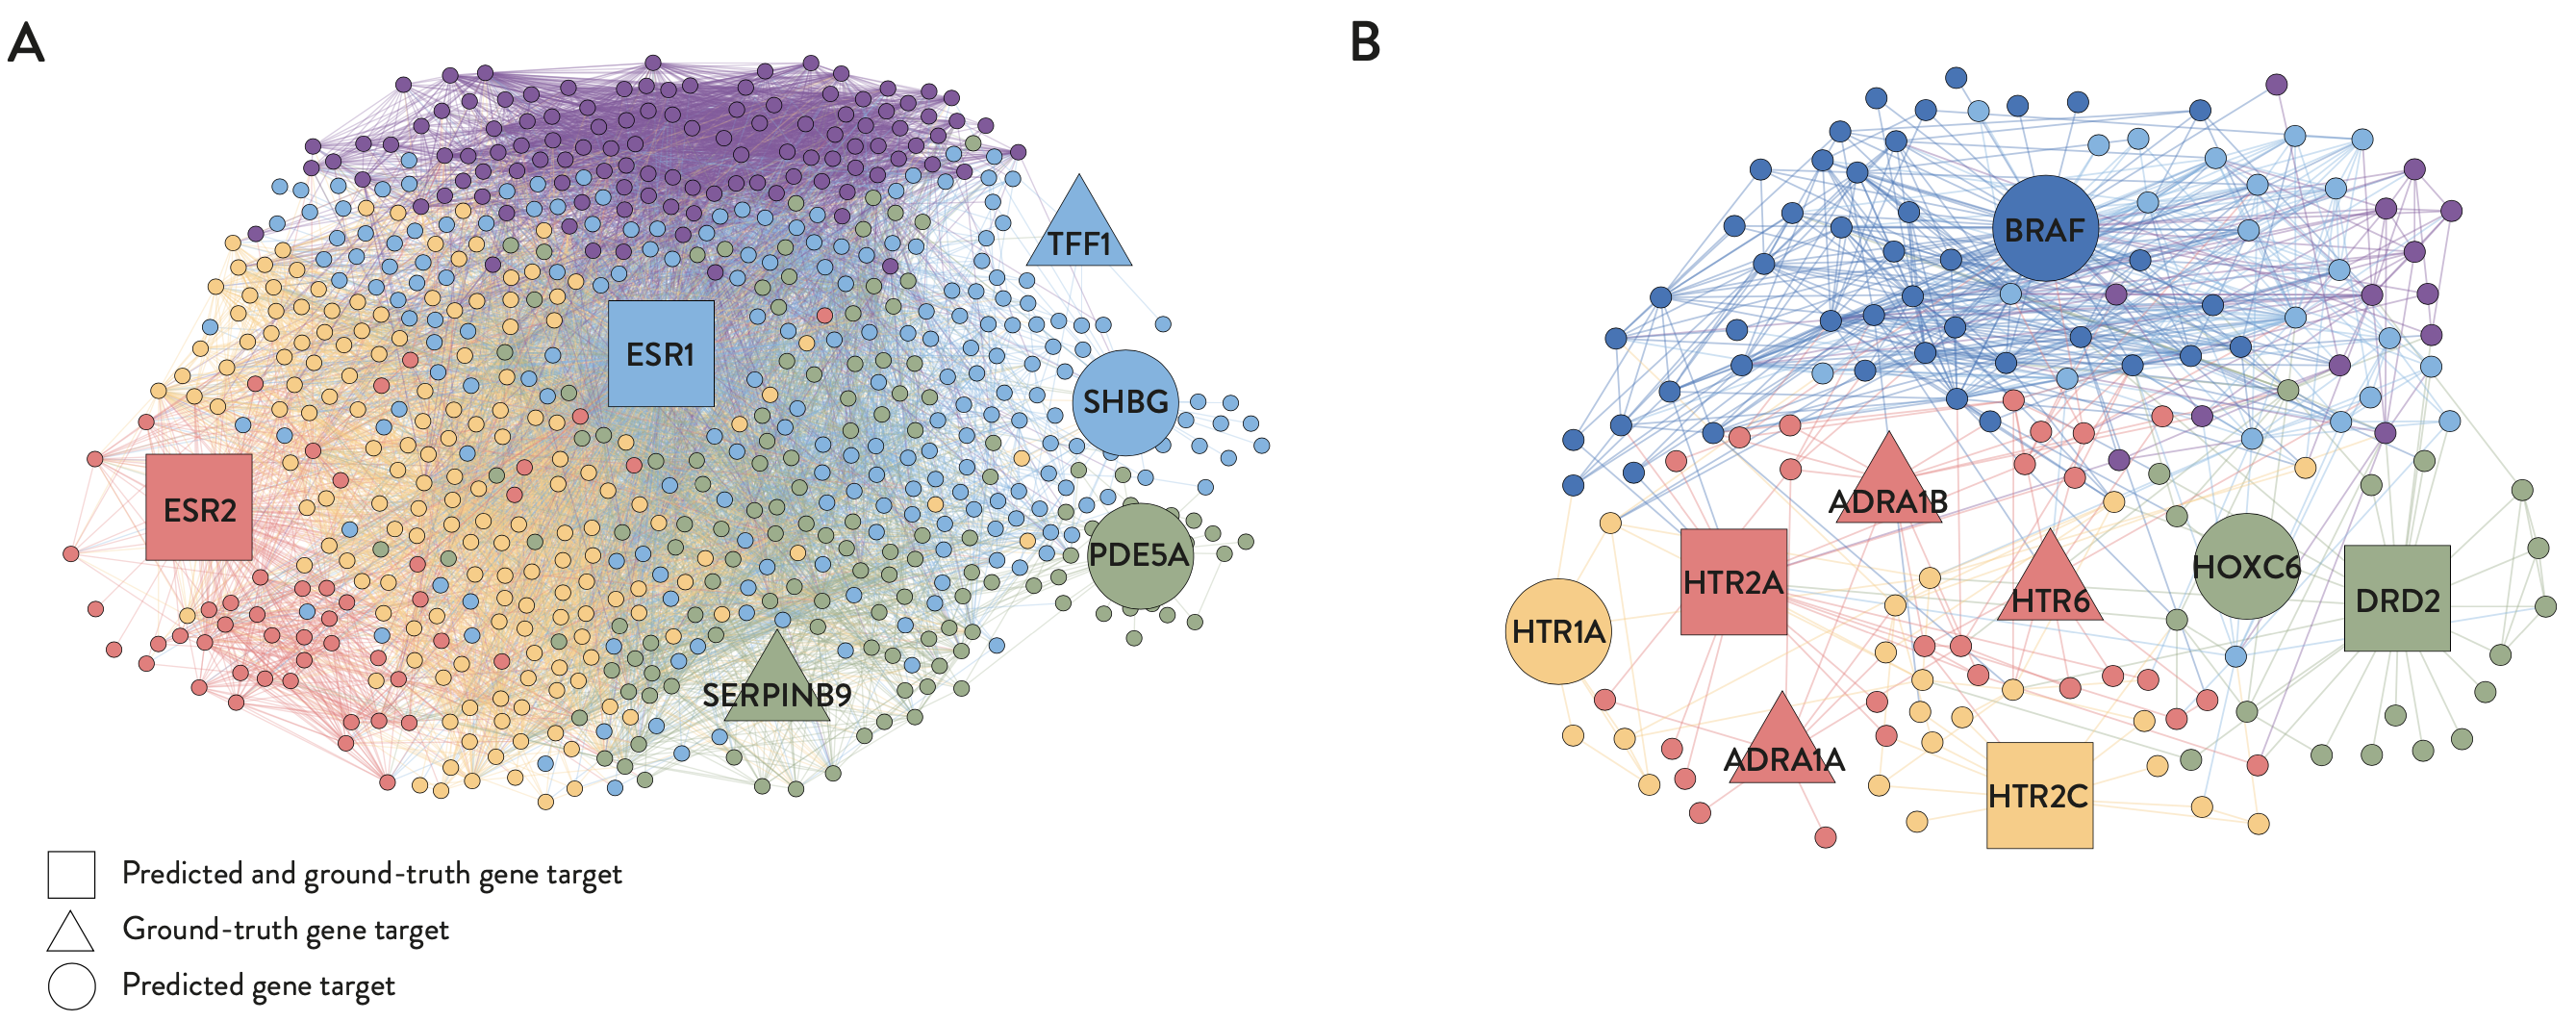 A
B
TFF1
BRAF
ESR1
SHBG
ESR2
ADRA1B
PDE5A
HTR2A
HTR6
HOXC6
DRD2
HTR1A
SERPINB9
ADRA1A
HTR2C
Predicted and ground-truth gene target
Ground-truth gene target
Predicted gene target